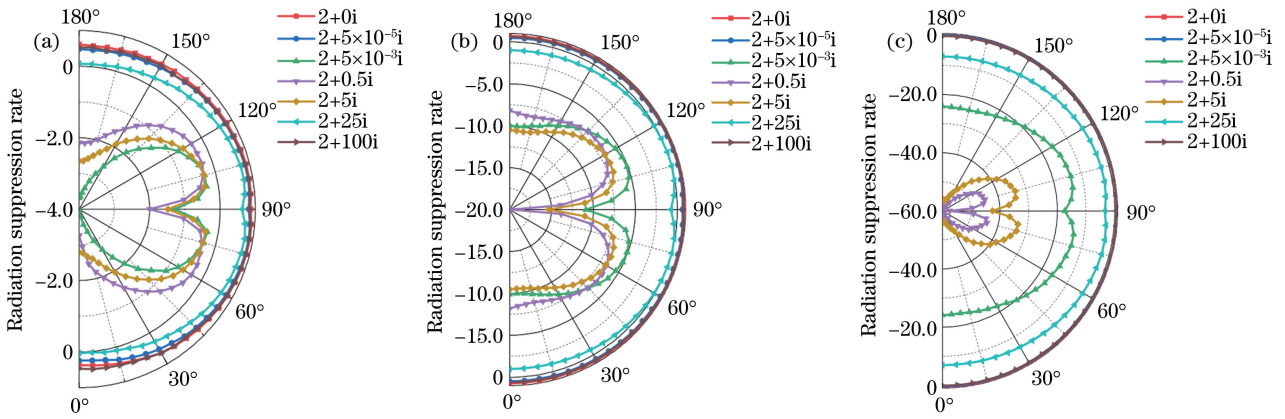 (a)
180°
150°
120°
90°
60°
30°
0°
Radiation suppression rate
0
−2.0
−4.0
−2.0
0
2+0i
2+5×10⁻⁵i
2+5×10⁻³i
2+0.5i
2+5i
2+25i
2+100i
(b)
180°
150°
120°
90°
60°
30°
0°
Radiation suppression rate
0
−5.0
−10.0
−15.0
−20.0
−15.0
−10.0
−15.0
0
2+0i
2+5×10⁻⁵i
2+5×10⁻³i
2+0.5i
2+5i
2+25i
2+100i
(c)
180°
150°
120°
90°
60°
30°
0°
Radiation suppression rate
0
−20.0
−40.0
−60.0
−40.0
−20.0
0
2+0i
2+5×10⁻⁵i
2+5×10⁻³i
2+0.5i
2+5i
2+25i
2+100i